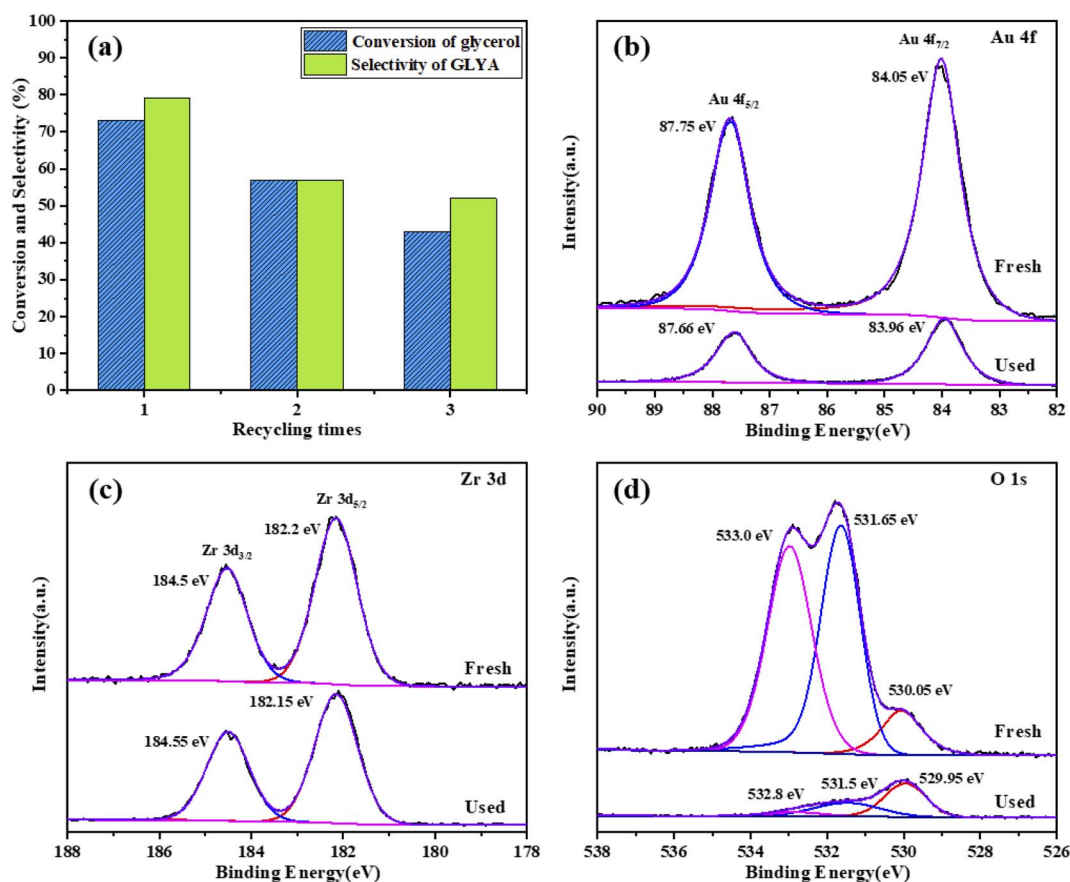 (a)
Conversion of glycerol
Selectivity of GLYA
100
90
80
70
60
50
40
30
20
10
0
Conversion and Selectivity (%)
1
2
3
Recycling times
(b)
Au 4f
Au 4f7/2
84.05 eV
Au 4f5/2
87.75 eV
Fresh
87.66 eV
83.96 eV
Used
Intensity(a.u.)
90 89 88 87 86 85 84 83 82
Binding Energy(eV)
(c)
Zr 3d
Zr 3d5/2
182.2 eV
Zr 3d3/2
184.5 eV
Fresh
182.15 eV
184.55 eV
Used
Intensity(a.u.)
188 186 184 182 180 178
Binding Energy(eV)
(d)
O 1s
531.65 eV
533.0 eV
530.05 eV
Fresh
532.8 eV
531.5 eV
529.95 eV
Used
Intensity(a.u.)
538 536 534 532 530 528 526
Binding Energy(eV)